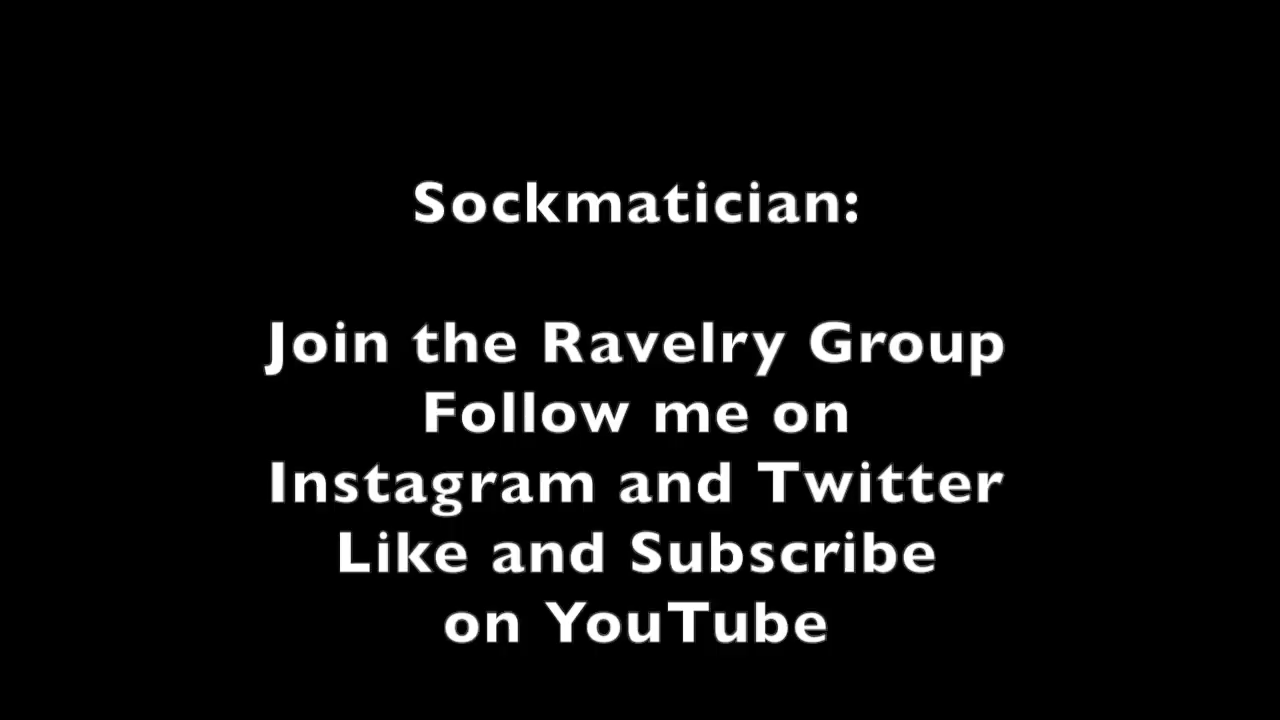 Sockmatician:
Join the Ravelry Group
Follow me on
Instagram and Twitter
Like and Subscribe
on YouTube